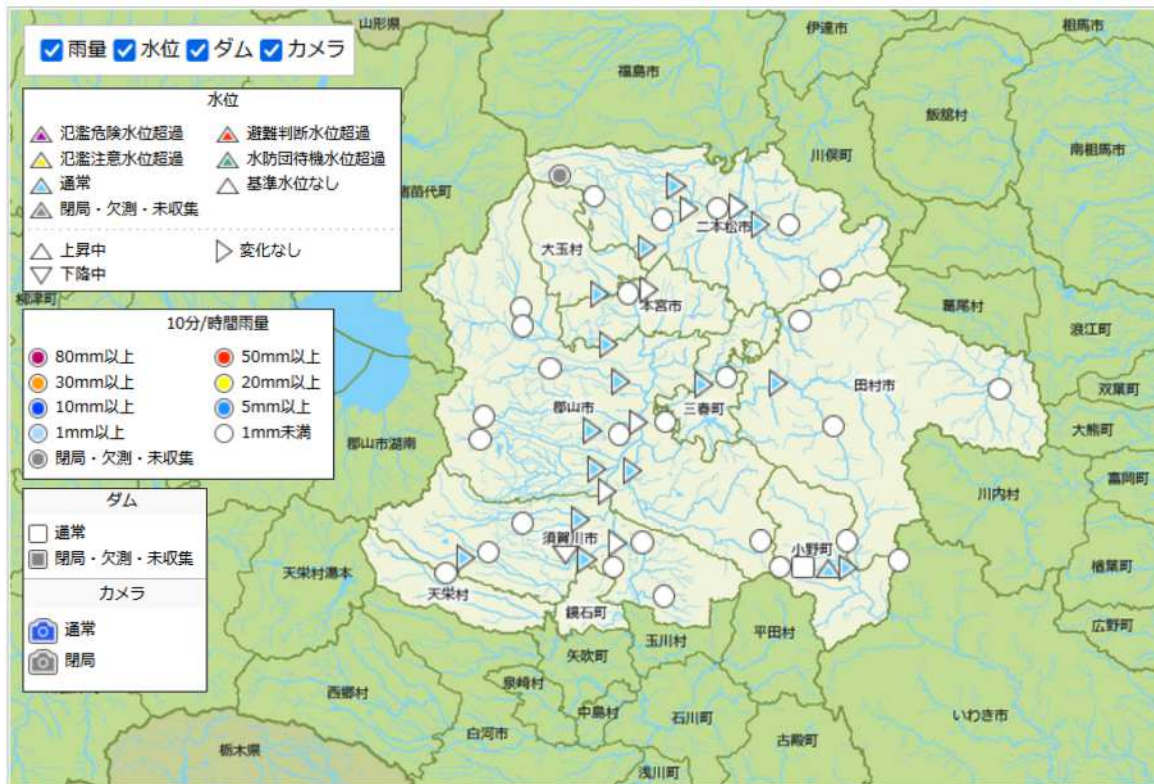 雨量 水位 ダム カメラ
水位
氾濫危険水位超過 避難判断水位超過
氾濫注意水位超過 水防団待機水位超過
通常 基準水位なし
閉局・欠測・未収集
上昇中 変化なし
下降中
10分/時間雨量
80mm以上 50mm以上
30mm以上 20mm以上
10mm以上 5mm以上
1mm以上 1mm未満
閉局・欠測・未収集
ダム
通常
閉局・欠測・未収集
カメラ
通常
閉局
山形県
伊達市
相馬市
福島市
飯舘村
川俣町
南相馬市
猪苗代町
二本松市
大玉村
柳津町
本宮市
葛尾村
浪江町
田村市
双葉町
三春町
郡山市
大熊町
郡山市湖南
富岡町
川内村
須賀川市
小野町
天栄村湯本
天栄村
楢葉町
鏡石町
玉川村
平田村
広野町
矢吹町
泉崎村
西郷村
中島村
石川町
いわき市
白河市
古殿町
栃木県
浅川町